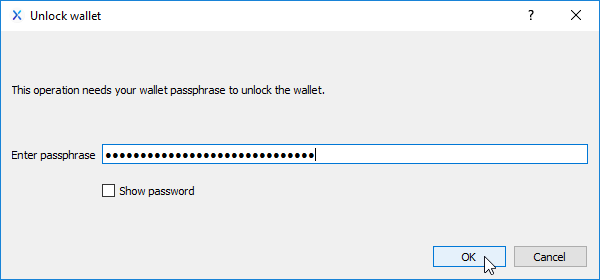 Unlock wallet
This operation needs your wallet passphrase to unlock the wallet.
Enter passphrase ●●●●●●●●●●●●●●●●●●●●●●●●●●●●●●
Show password
OK Cancel